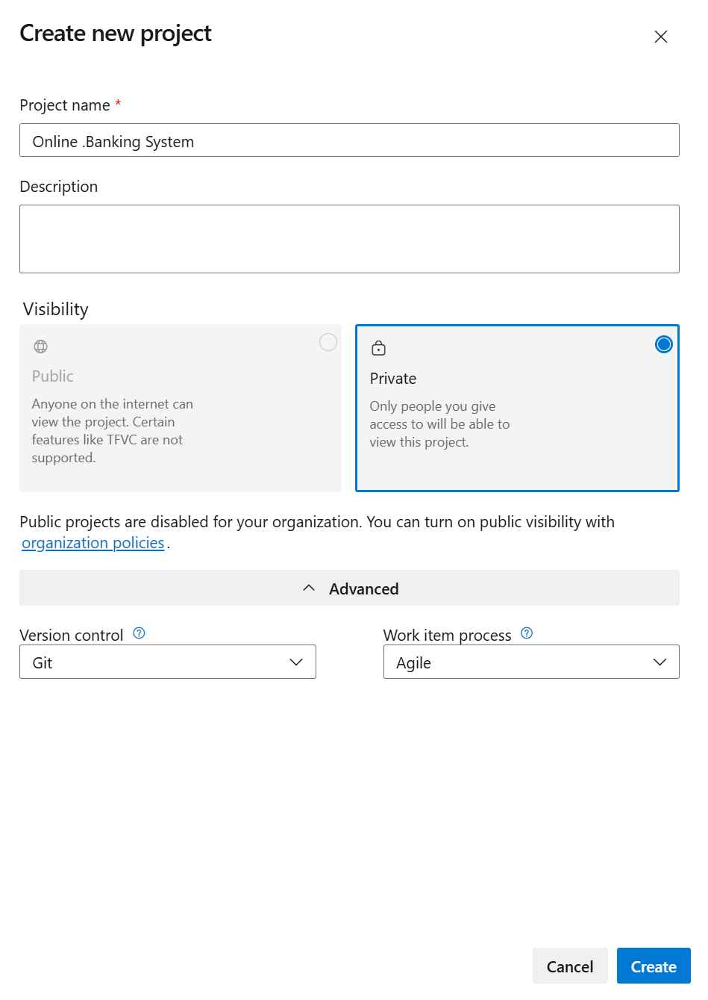 Create new project
Project name *
Online .Banking System
Description
Visibility
Public
Anyone on the internet can
view the project. Certain
features like TFVC are not
supported.
Private
Only people you give
access to will be able to
view this project.
Public projects are disabled for your organization. You can turn on public visibility with
organization policies.
Advanced
Version control ?
Git
Work item process ?
Agile
Cancel
Create